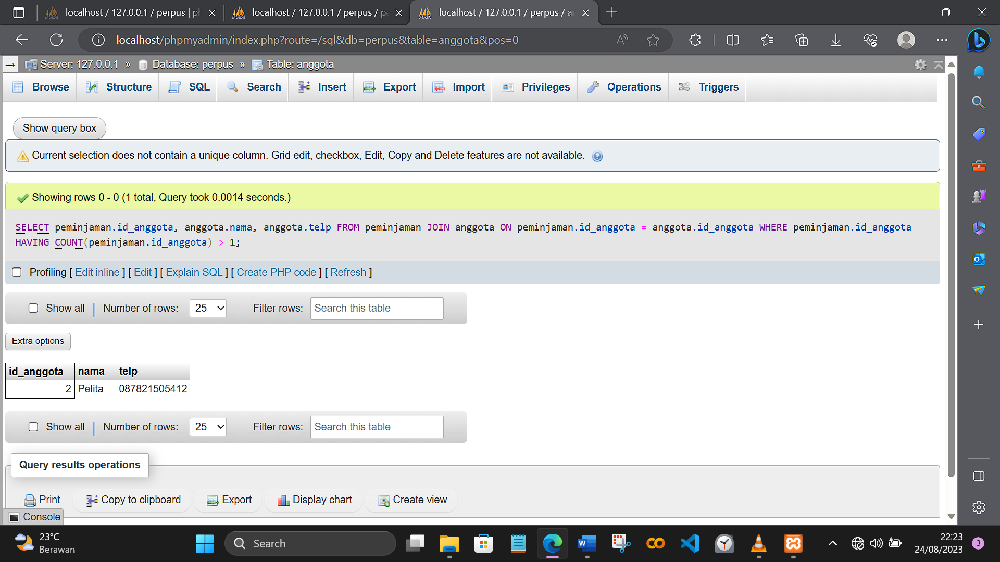 localhost / 127.0.0.1 / perpus | ph
localhost / 127.0.0.1 / perpus / pe
localhost / 127.0.0.1 / perpus / an
localhost/phpmyadmin/index.php?route=/sql&db=perpus&table=anggota&pos=0
Server: 127.0.0.1 » Database: perpus » Table: anggota
Browse Structure SQL Search Insert Export Import Privileges Operations Triggers
Show query box
Current selection does not contain a unique column. Grid edit, checkbox, Edit, Copy and Delete features are not available.
Showing rows 0 - 0 (1 total, Query took 0.0014 seconds.)
SELECT peminjaman.id_anggota, anggota.nama, anggota.telp FROM peminjaman JOIN anggota ON peminjaman.id_anggota = anggota.id_anggota WHERE peminjaman.id_anggota
HAVING COUNT(peminjaman.id_anggota) > 1;
Profiling [ Edit inline ] [ Edit ] [ Explain SQL ] [ Create PHP code ] [ Refresh ]
Show all | Number of rows: 25 Filter rows: Search this table
Extra options
id_anggota nama telp
2 Pelita 087821505412
Show all | Number of rows: 25 Filter rows: Search this table
Query results operations
Print Copy to clipboard Export Display chart Create view
Console
23°C
Berawan
Search
22:23
24/08/2023
3